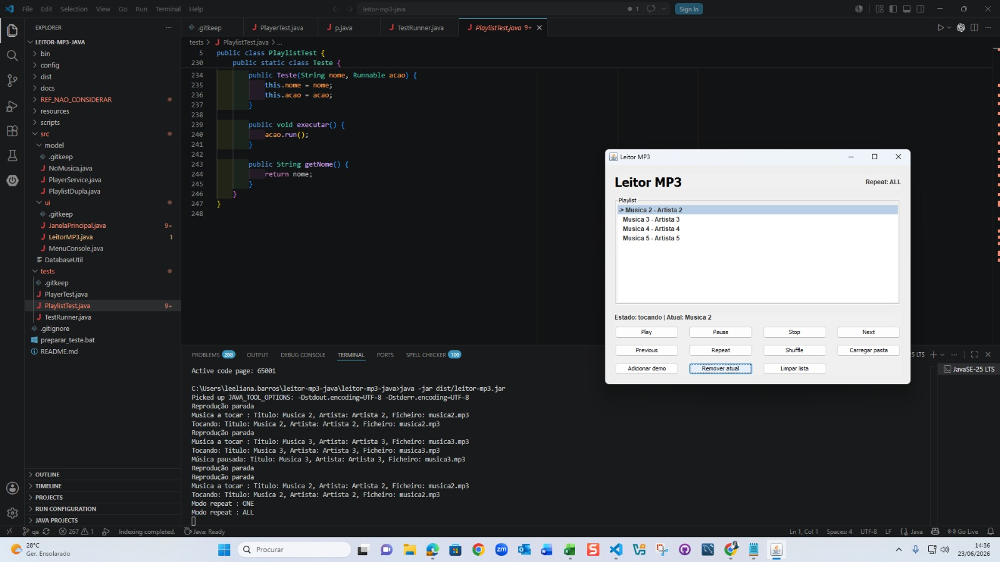 File Edit Selection View Go Run Terminal Help
leitor-mp3-java
1
Sign In
EXPLORER
LEITOR-MP3-JAVA
bin
config
dist
docs
REF_NAO_CONSIDERAR
resources
scripts
src
model
.gitkeep
NoMusica.java
PlayerService.java
PlaylistDupla.java
ui
.gitkeep
JanelaPrincipal.java 9+
LeitorMP3.java 1
MenuConsole.java
DatabaseUtil
tests
.gitkeep
PlayerTest.java
PlaylistTest.java 9+
TestRunner.java
.gitignore
preparar_teste.bat
README.md
OUTLINE
TIMELINE
PROJECTS
RUN CONFIGURATION
JAVA PROJECTS
.gitkeep PlayerTest.java p.java TestRunner.java PlaylistTest.java 9+
tests > PlaylistTest.java > ...
5 public class PlaylistTest {
230 public static class Teste {
234 public Teste(String nome, Runnable acao) {
235 this.nome = nome;
236 this.acao = acao;
237 }
238
239 public void executar() {
240 acao.run();
241 }
242
243 public String getNome() {
244 return nome;
245 }
246 }
247 }
248
Leitor MP3
Leitor MP3
Repeat: ALL
Playlist
-> Musica 2 - Artista 2
Musica 3 - Artista 3
Musica 4 - Artista 4
Musica 5 - Artista 5
Estado: tocando | Atual: Musica 2
Play Pause Stop Next
Previous Repeat Shuffle Carregar pasta
Adicionar demo Remover atual Limpar lista
PROBLEMS 268 OUTPUT DEBUG CONSOLE TERMINAL PORTS SPELL CHECKER 100
25 LTS
JavaSE-25 LTS
Active code page: 65001
C:\Users\leeliana.barros\leitor-mp3-java\leitor-mp3-java>java -jar dist/leitor-mp3.jar
Picked up JAVA_TOOL_OPTIONS: -Dstdout.encoding=UTF-8 -Dstderr.encoding=UTF-8
Reprodução parada
Musica a tocar : Titulo: Musica 2, Artista: Artista 2, Ficheiro: musica2.mp3
Tocando: Titulo: Musica 2, Artista: Artista 2, Ficheiro: musica2.mp3
Reprodução parada
Musica a tocar : Titulo: Musica 3, Artista: Artista 3, Ficheiro: musica3.mp3
Tocando: Titulo: Musica 3, Artista: Artista 3, Ficheiro: musica3.mp3
Música pausada: Titulo: Musica 3, Artista: Artista 3, Ficheiro: musica3.mp3
Reprodução parada
Reprodução parada
Musica a tocar : Titulo: Musica 2, Artista: Artista 2, Ficheiro: musica2.mp3
Tocando: Titulo: Musica 2, Artista: Artista 2, Ficheiro: musica2.mp3
Modo repeat : ONE
Modo repeat : ALL
qa 267 1 Indexing completed. Java: Ready
Ln 1, Col 1 Spaces: 4 UTF-8 LF Java Go Live
28°C
Ger. Ensolarado
Procurar
zm
14:36
23/06/2026